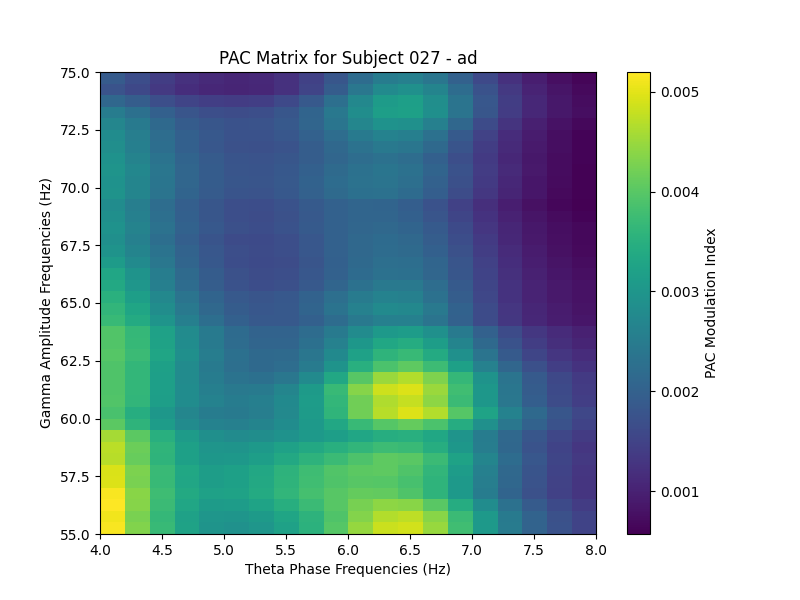 PAC Matrix for Subject 027 - ad
75.0
72.5
70.0
67.5
65.0
62.5
60.0
57.5
55.0
Gamma Amplitude Frequencies (Hz)
4.0 4.5 5.0 5.5 6.0 6.5 7.0 7.5 8.0
Theta Phase Frequencies (Hz)
0.005
0.004
0.003
0.002
0.001
PAC Modulation Index